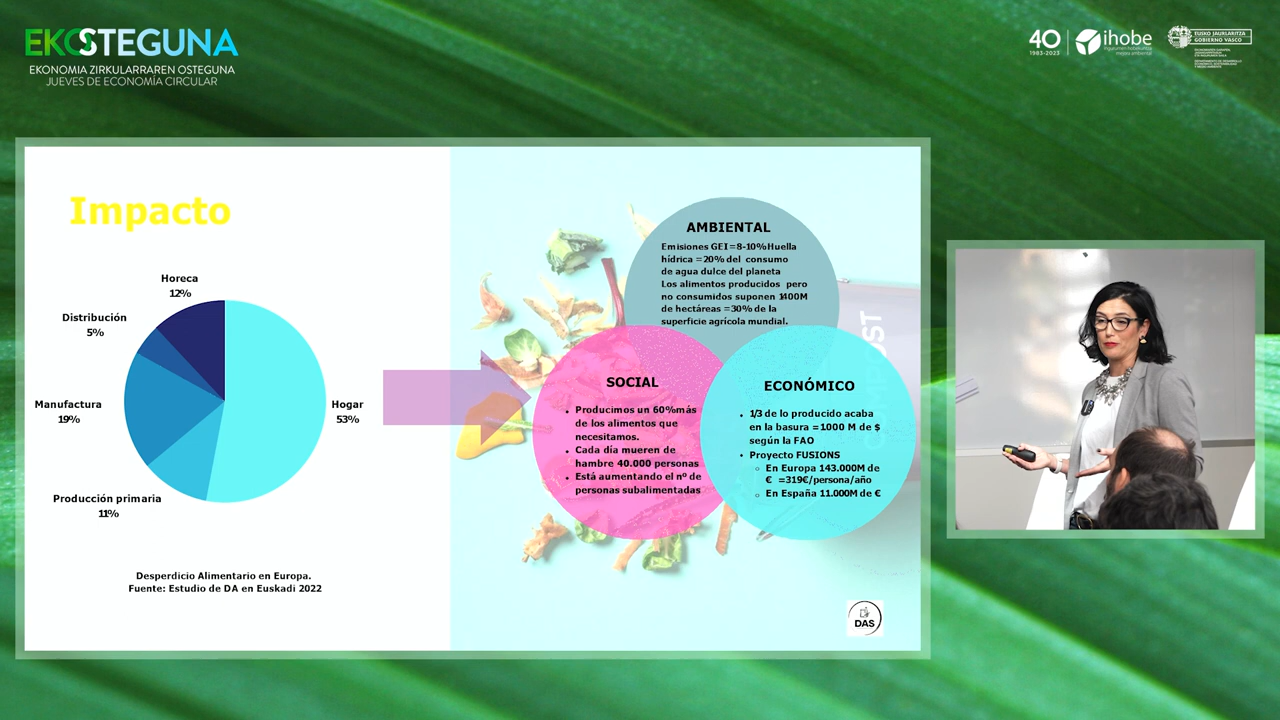 EKOSTEGUNA
EKONOMIA ZIRKULARRAREN OSTEGUNA
JUEVES DE ECONOMÍA CIRCULAR
40
1983-2023
ihobe
EUSKO JAURLARITZA
GOBIERNO VASCO
Impacto
Horeca
12%
Distribución
5%
Manufactura
19%
Hogar
53%
Producción primaria
11%
Desperdicio Alimentario en Europa.
Fuente: Estudio de DA en Euskadi 2022
AMBIENTAL
Emisiones GEI =8-10%Huella
hídrica =20% del consumo
de agua dulce del planeta
Los alimentos producidos pero
no consumidos suponen 1400M
de hectáreas =30% de la
superficie agrícola mundial.
SOCIAL
• Producimos un 60%más
de los alimentos que
necesitamos.
• Cada día mueren de
hambre 40.000 personas
• Está aumentando el nº de
personas subalimentadas
ECONÓMICO
• 1/3 de lo producido acaba
en la basura =1000 M de $
según la FAO
• Proyecto FUSIONS
○ En Europa 143.000M de
€ =319€/persona/año
○ En España 11.000M de €
DAS